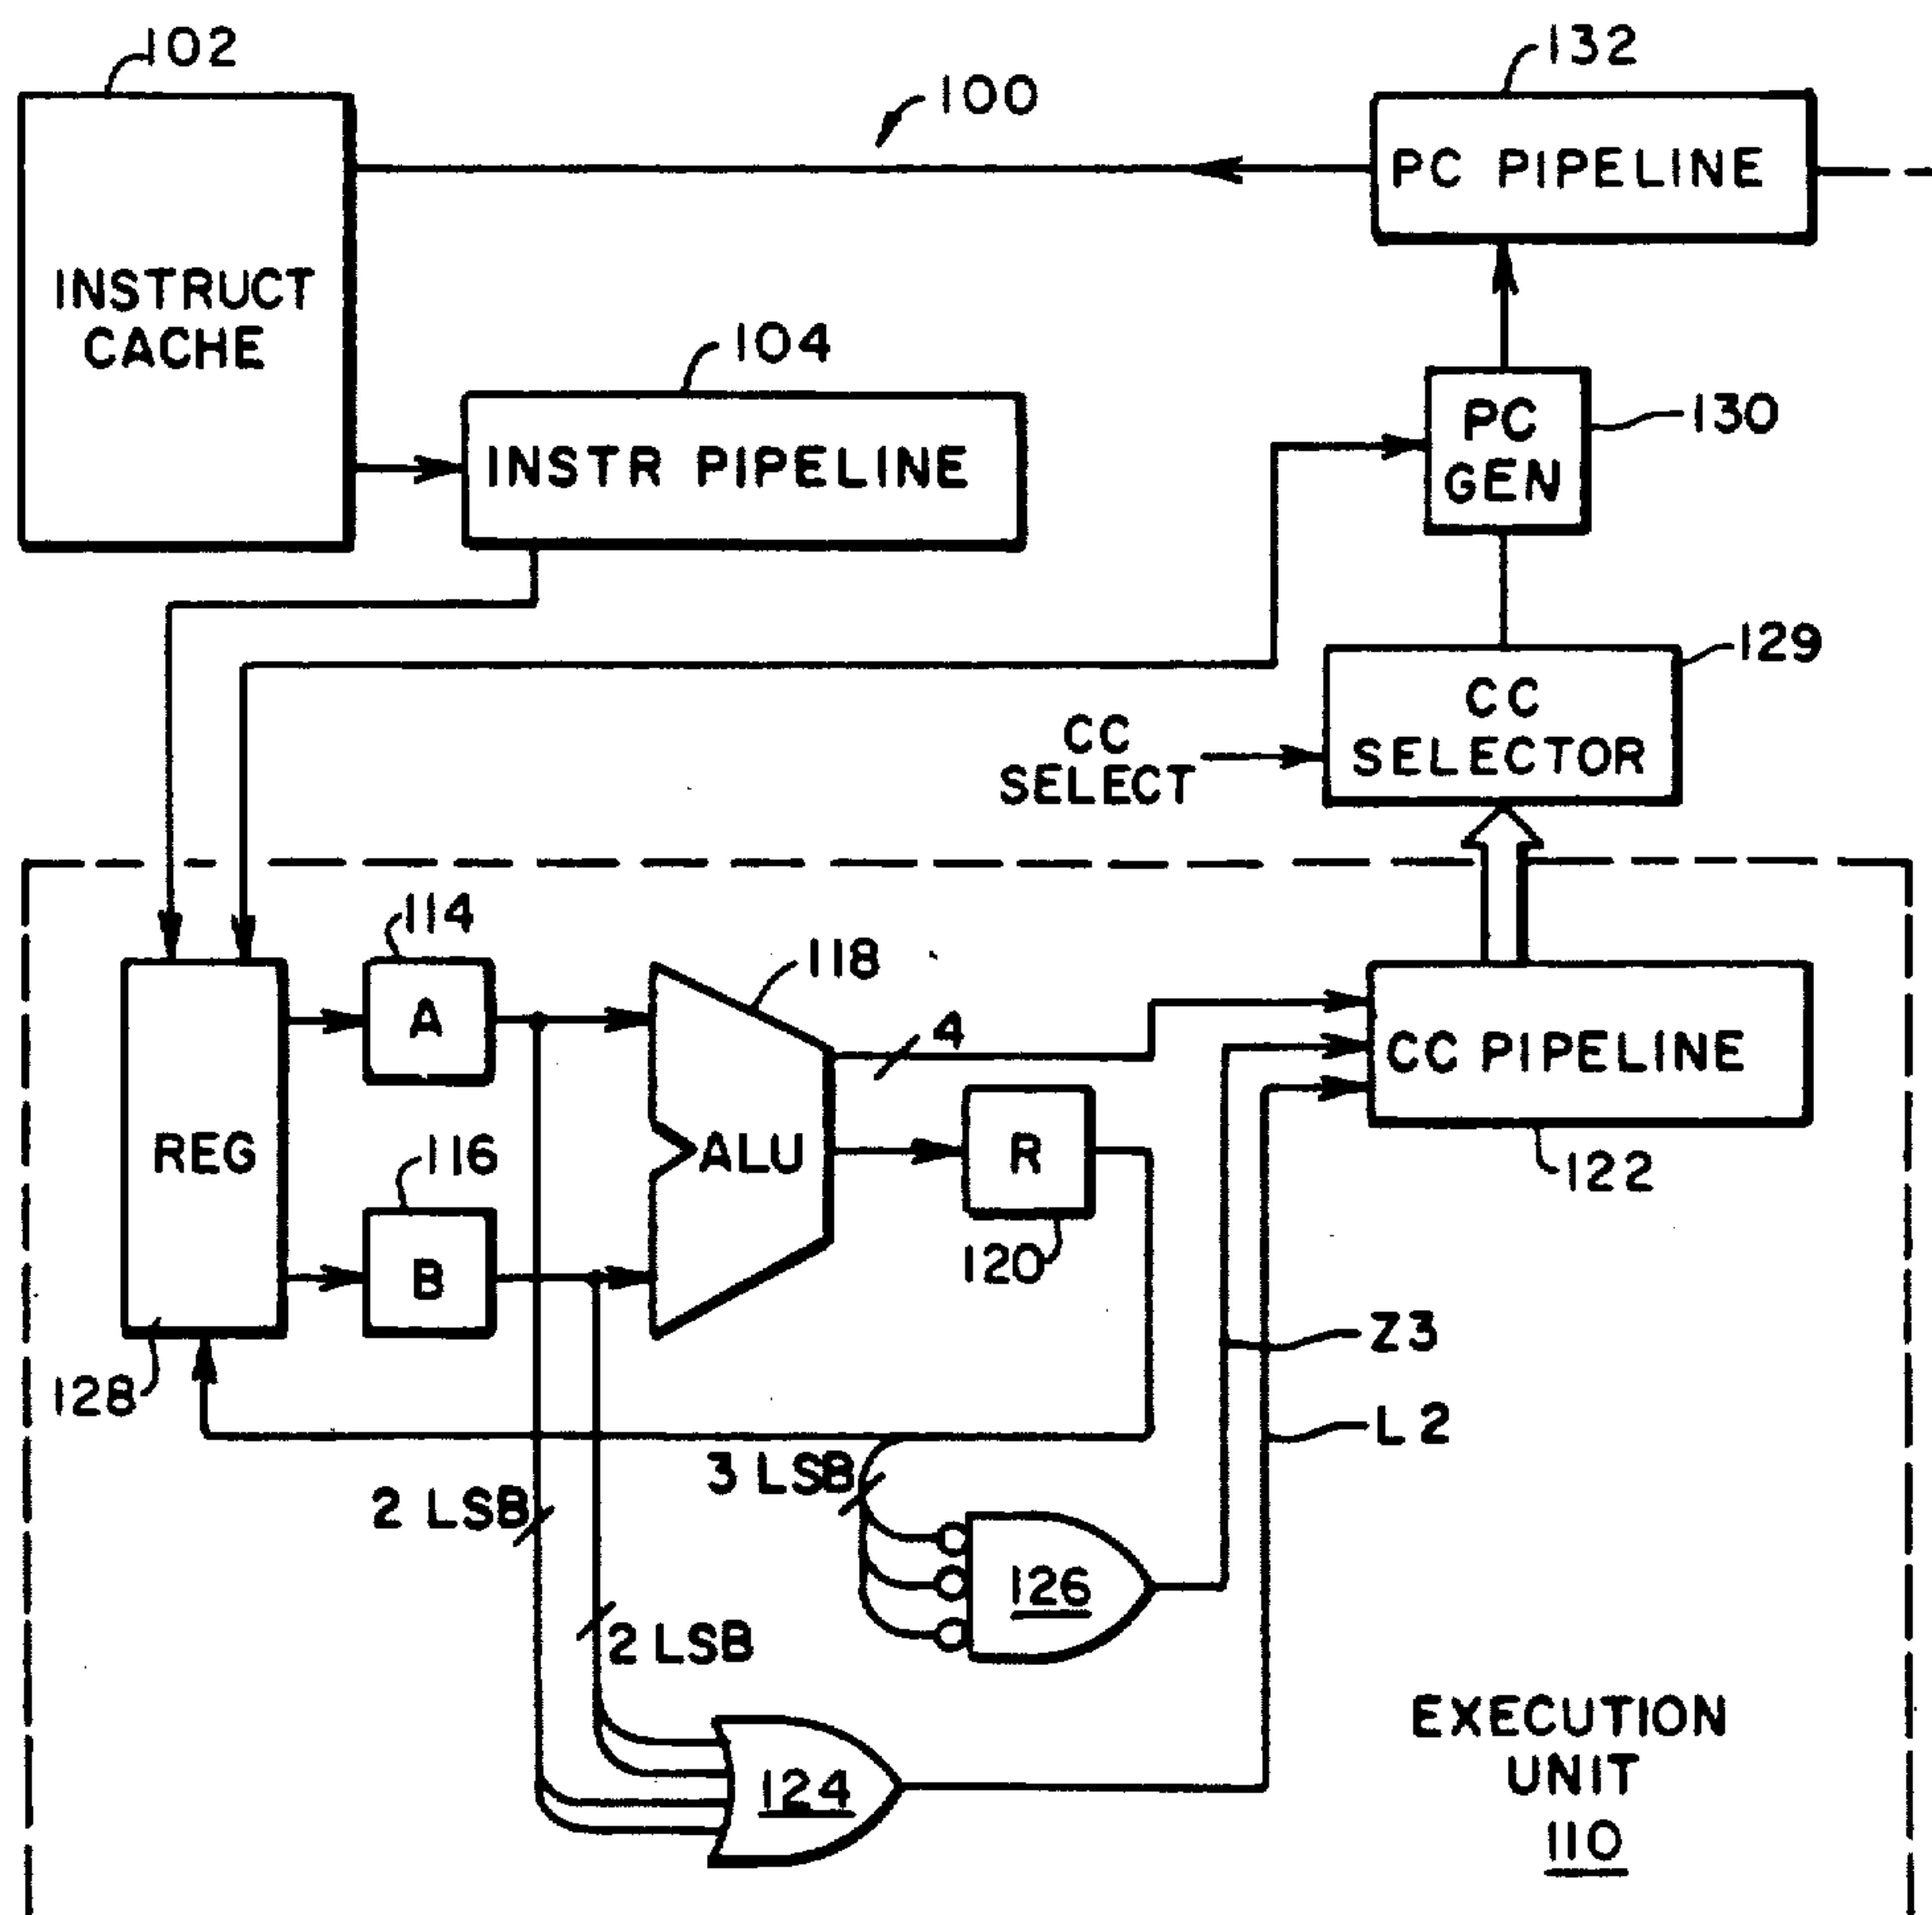 102
132
100
PC PIPELINE
INSTRUCT
CACHE
104
INSTR PIPELINE
PC
GEN
130
129
CC
SELECTOR
CC
SELECT
114
118
A
4
CC PIPELINE
REG
116
ALU
R
122
B
120
128
Z3
L2
3 LSB
2 LSB
126
2 LSB
124
EXECUTION
UNIT
110